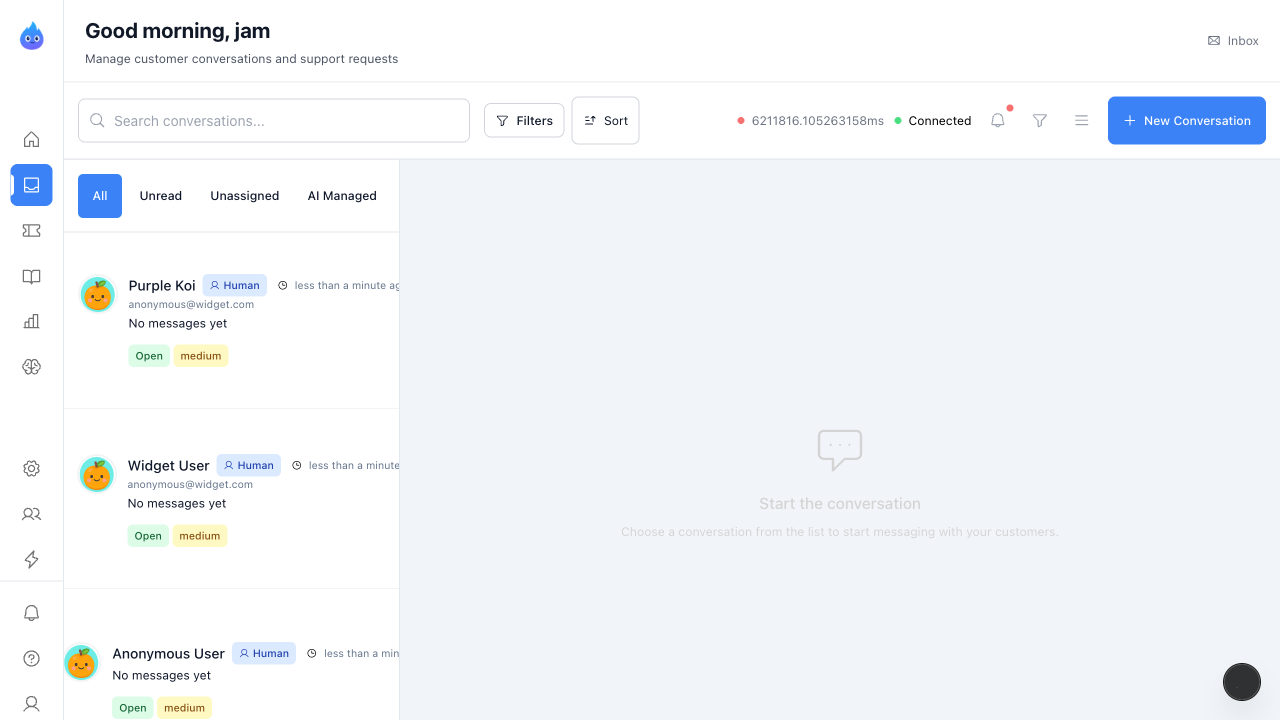 Good morning, jam
Manage customer conversations and support requests
Inbox
Search conversations...
Filters
Sort
6211816.105263158ms
Connected
New Conversation
All
Unread
Unassigned
AI Managed
Purple Koi
Human
less than a minute ag
anonymous@widget.com
No messages yet
Open
medium
Widget User
Human
less than a minute
anonymous@widget.com
No messages yet
Open
medium
Anonymous User
Human
less than a min
No messages yet
Open
medium
Start the conversation
Choose a conversation from the list to start messaging with your customers.